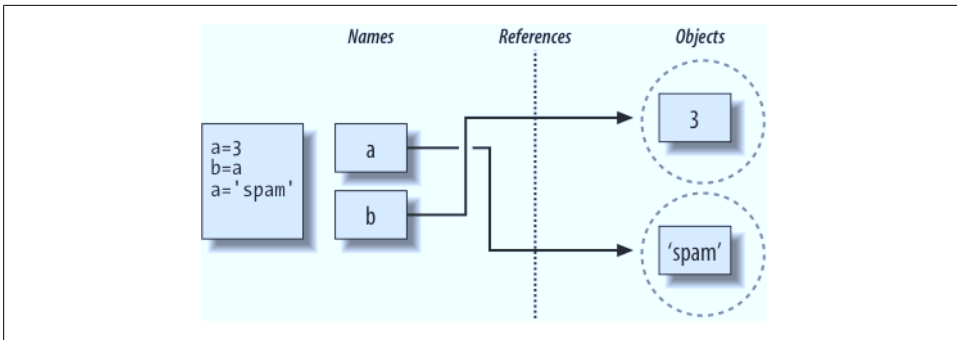 Names References Objects
a=3
b=a
a='spam'
a
b
3
'spam'